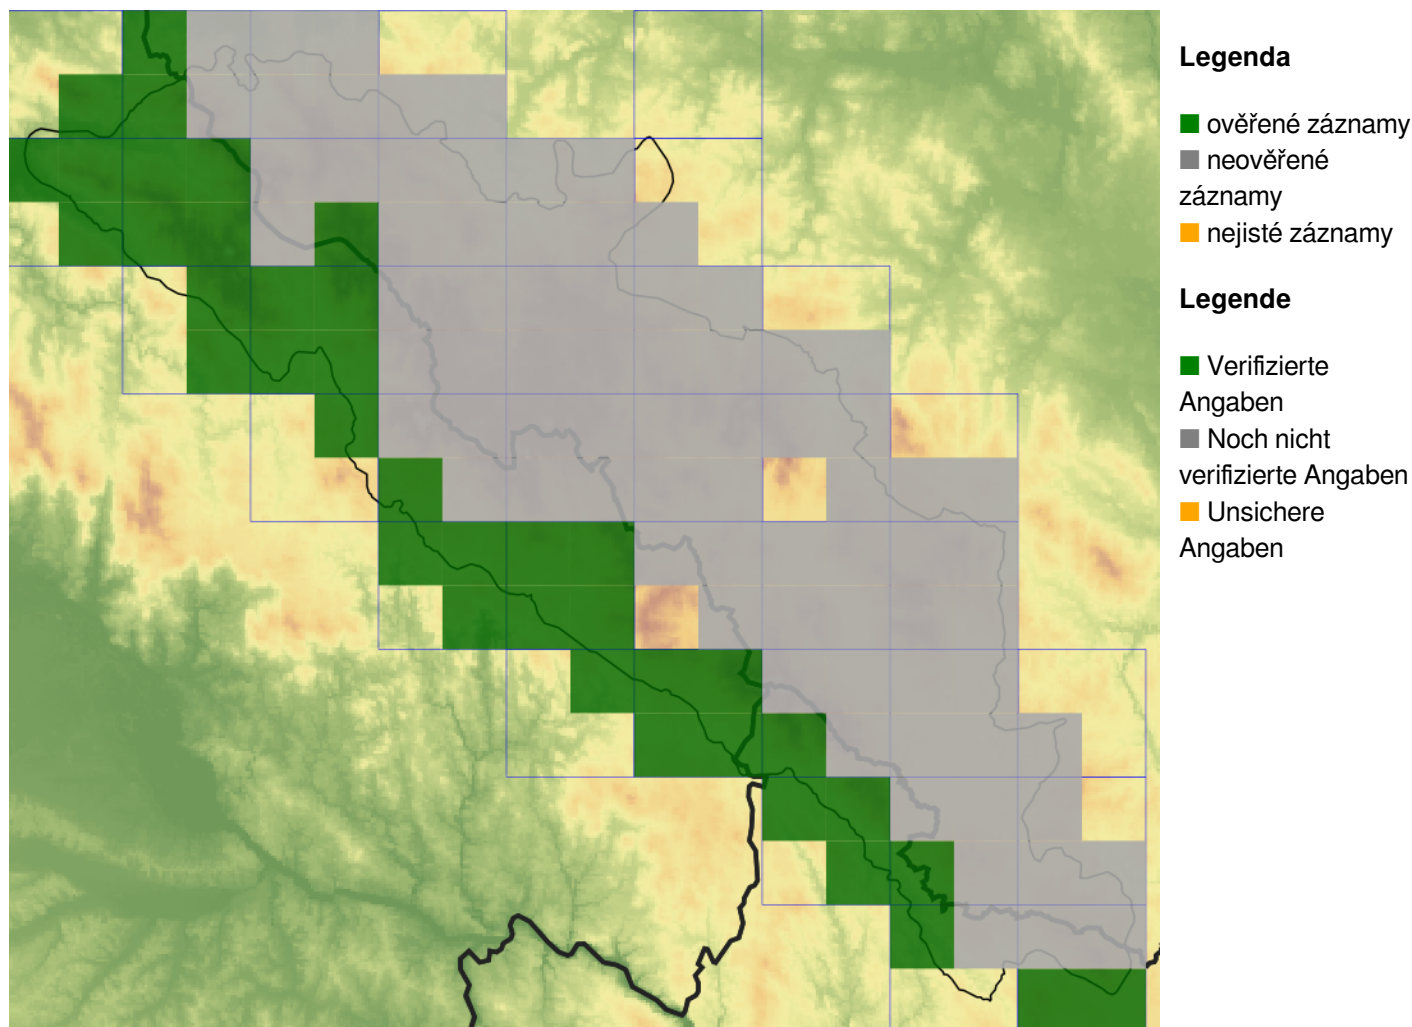 Legenda
ověřené záznamy
neověřené
záznamy
nejisté záznamy
Legende
Verifizierte
Angaben
Noch nicht
verifizierte Angaben
Unsichere
Angaben